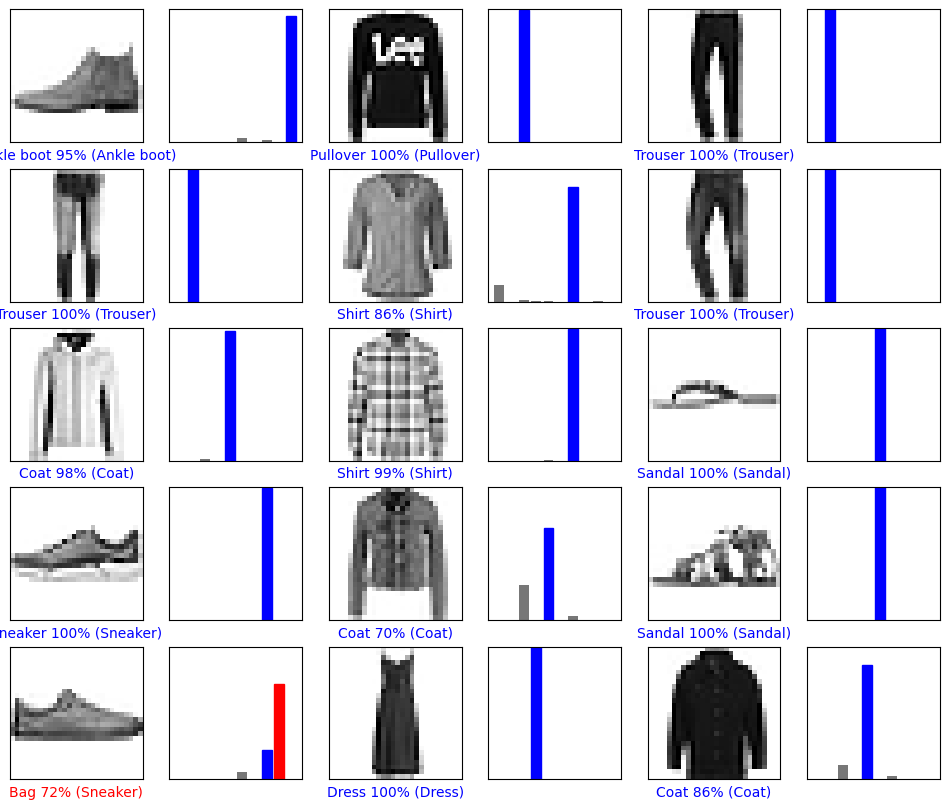 Lee
kle boot 95% (Ankle boot)
Pullover 100% (Pullover)
Trouser 100% (Trouser)
Trouser 100% (Trouser)
Shirt 86% (Shirt)
Trouser 100% (Trouser)
Coat 98% (Coat)
Shirt 99% (Shirt)
Sandal 100% (Sandal)
neaker 100% (Sneaker)
Coat 70% (Coat)
Sandal 100% (Sandal)
Bag 72% (Sneaker)
Dress 100% (Dress)
Coat 86% (Coat)